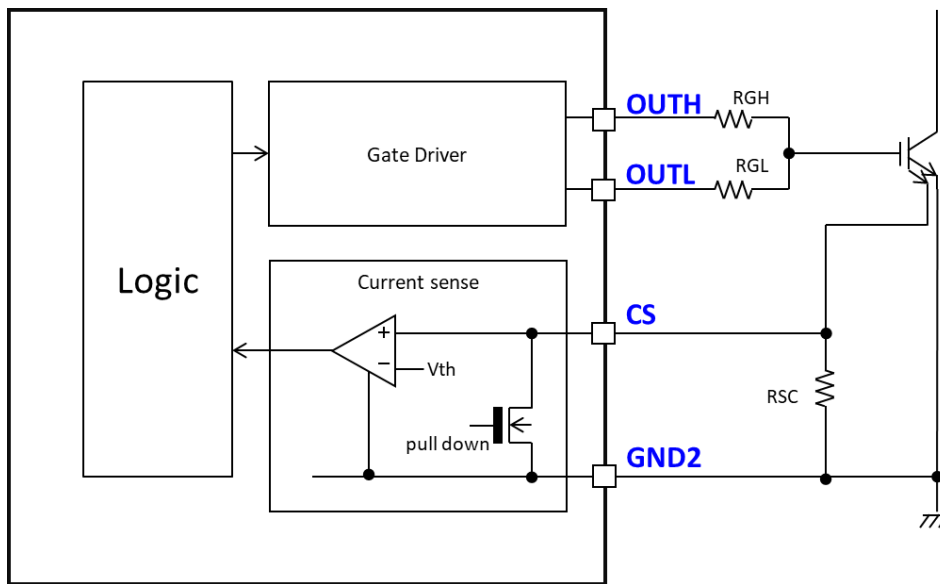 OUTH
RGH
Gate Driver
OUTL
RGL
Logic
Current sense
CS
+
−
Vth
RSC
pull down
GND2